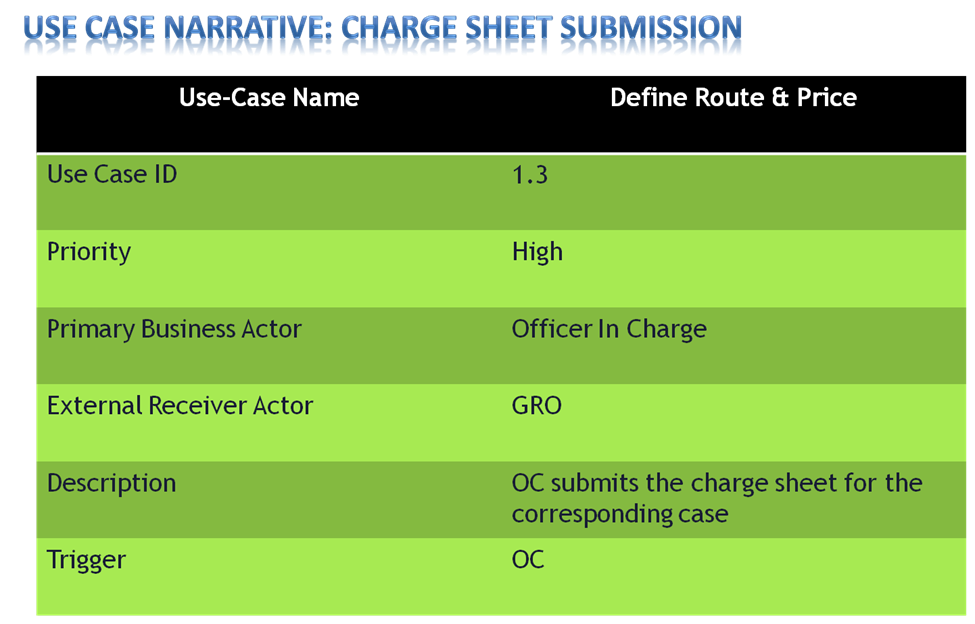 USE CASE NARRATIVE: CHARGE SHEET SUBMISSION
Use-Case Name Define Route & Price
Use Case ID 1.3
Priority High
Primary Business Actor Officer In Charge
External Receiver Actor GRO
Description OC submits the charge sheet for the
corresponding case
Trigger OC